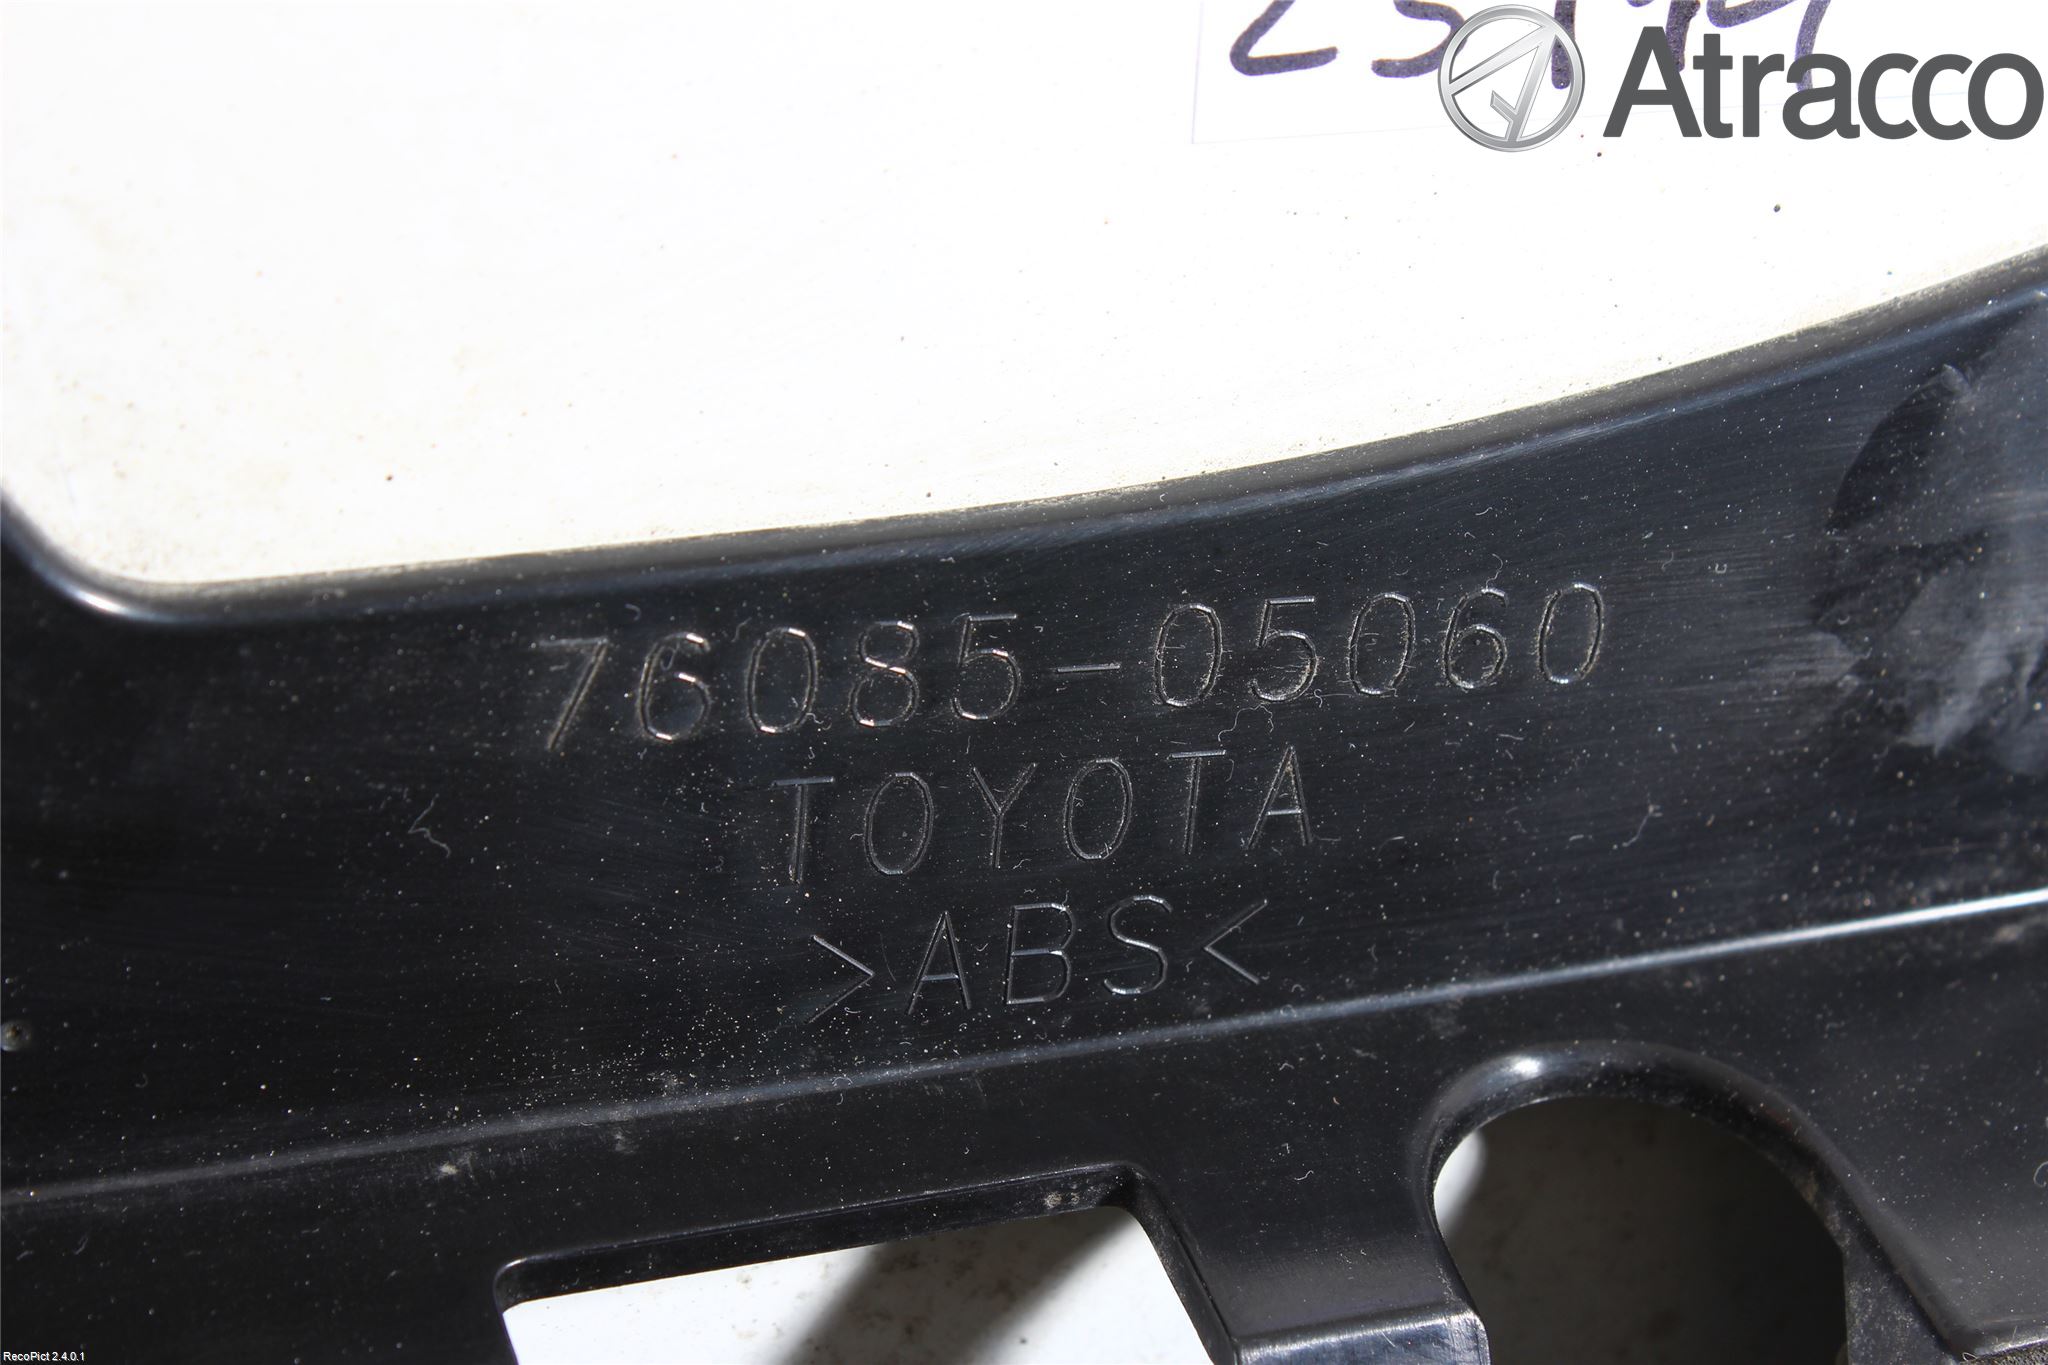 Atracco
76085-05060
TOYOTA
>ABS<
RecoPict 2.4.0.1